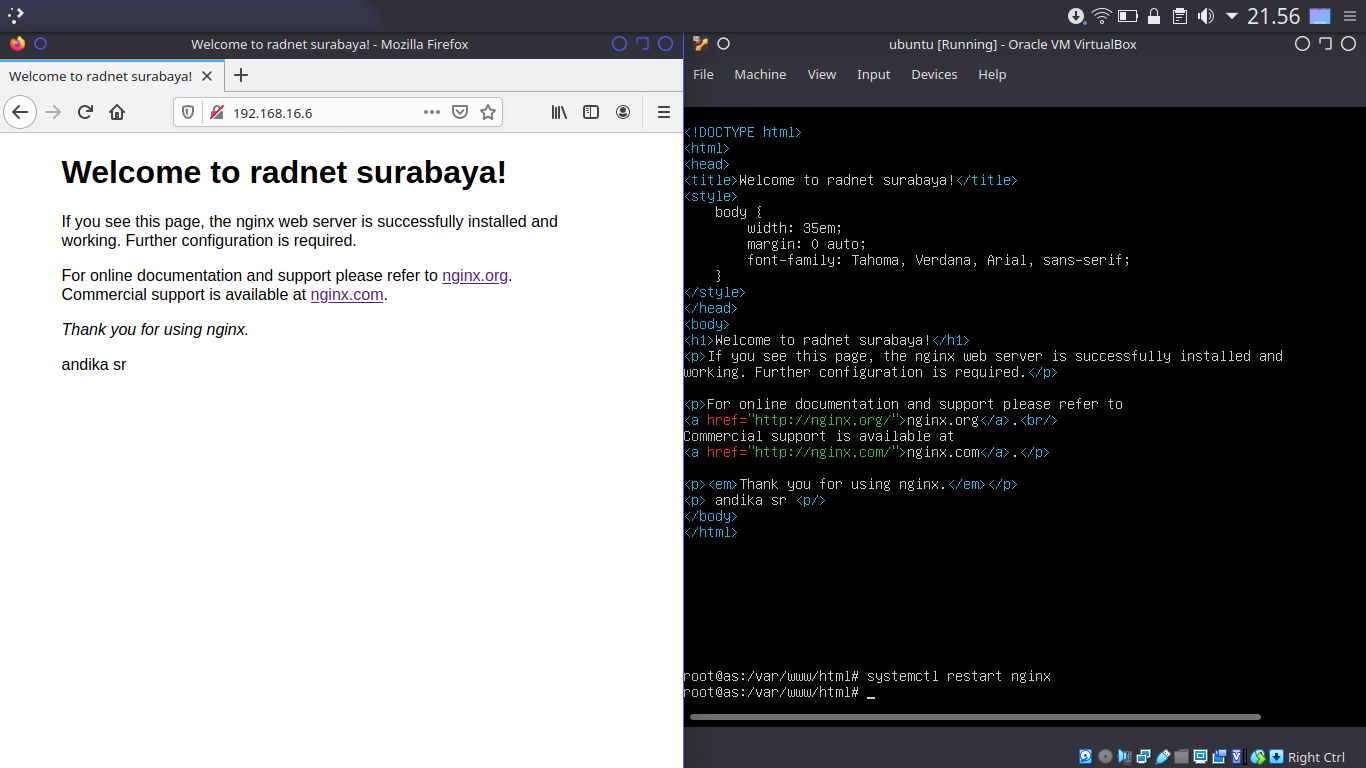 21.56
Welcome to radnet surabaya! - Mozilla Firefox
Welcome to radnet surabaya!
192.168.16.6
Welcome to radnet surabaya!
If you see this page, the nginx web server is successfully installed and
working. Further configuration is required.
For online documentation and support please refer to nginx.org.
Commercial support is available at nginx.com.
Thank you for using nginx.
andika sr
ubuntu [Running] - Oracle VM VirtualBox
File Machine View Input Devices Help
<!DOCTYPE html>
<html>
<head>
<title>Welcome to radnet surabaya!</title>
<style>
    body {
        width: 35em;
        margin: 0 auto;
        font-family: Tahoma, Verdana, Arial, sans-serif;
    }
</style>
</head>
<body>
<h1>Welcome to radnet surabaya!</h1>
<p>If you see this page, the nginx web server is successfully installed and
working. Further configuration is required.</p>
<p>For online documentation and support please refer to
<a href="http://nginx.org/">nginx.org</a>.<br/>
Commercial support is available at
<a href="http://nginx.com/">nginx.com</a>.</p>
<p><em>Thank you for using nginx.</em></p>
<p> andika sr <p/>
</body>
</html>
root@as:/var/www/html# systemctl restart nginx
root@as:/var/www/html# _
Right Ctrl